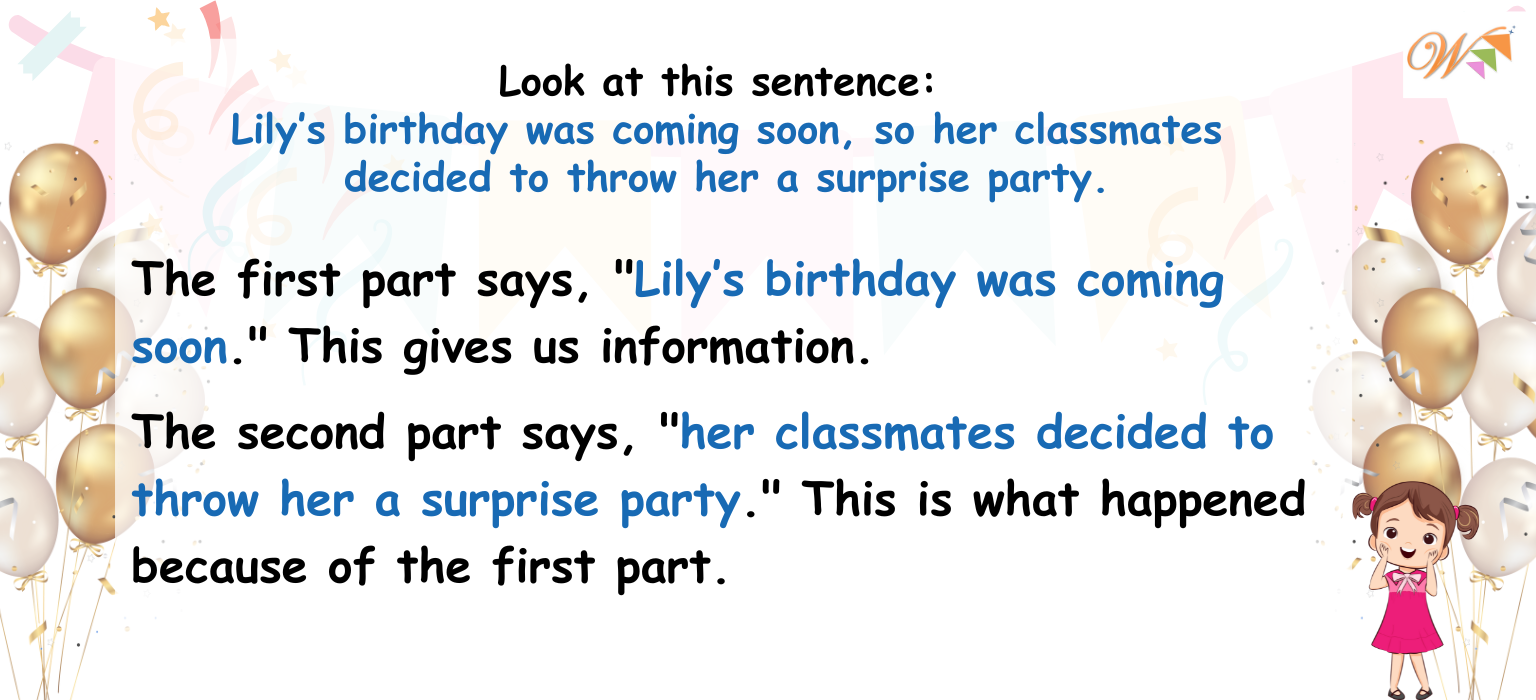 W
Look at this sentence:
Lily’s birthday was coming soon, so her classmates
decided to throw her a surprise party.
The first part says, "Lily’s birthday was coming
soon." This gives us information.
The second part says, "her classmates decided to
throw her a surprise party." This is what happened
because of the first part.